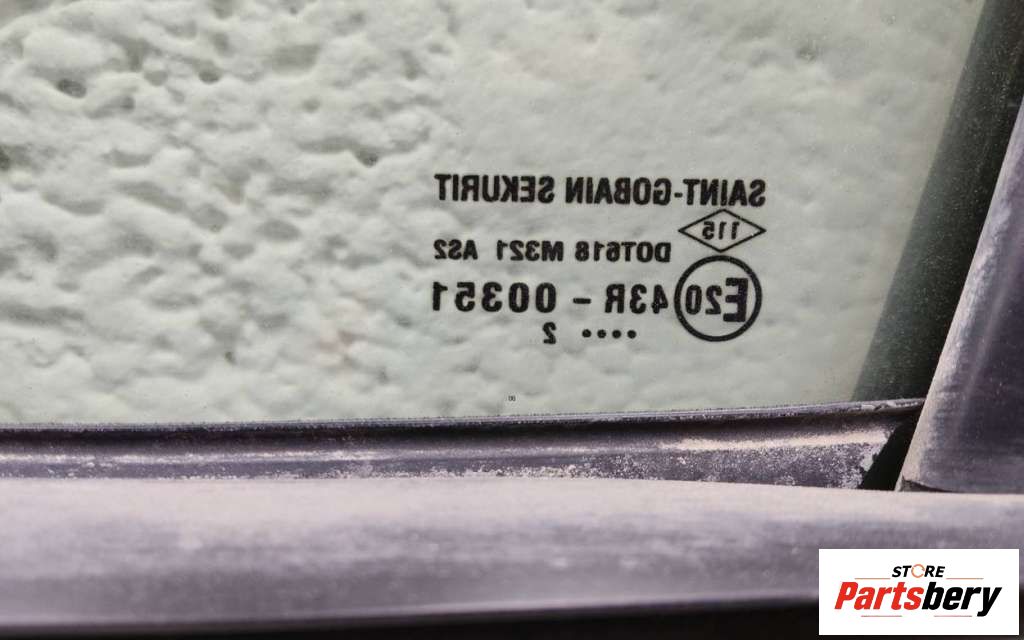 SAINT-GOBAIN SEKURIT
115
DOT618 M321 AS2
E20 43R - 00351
•••• 2
STORE
Partsbery